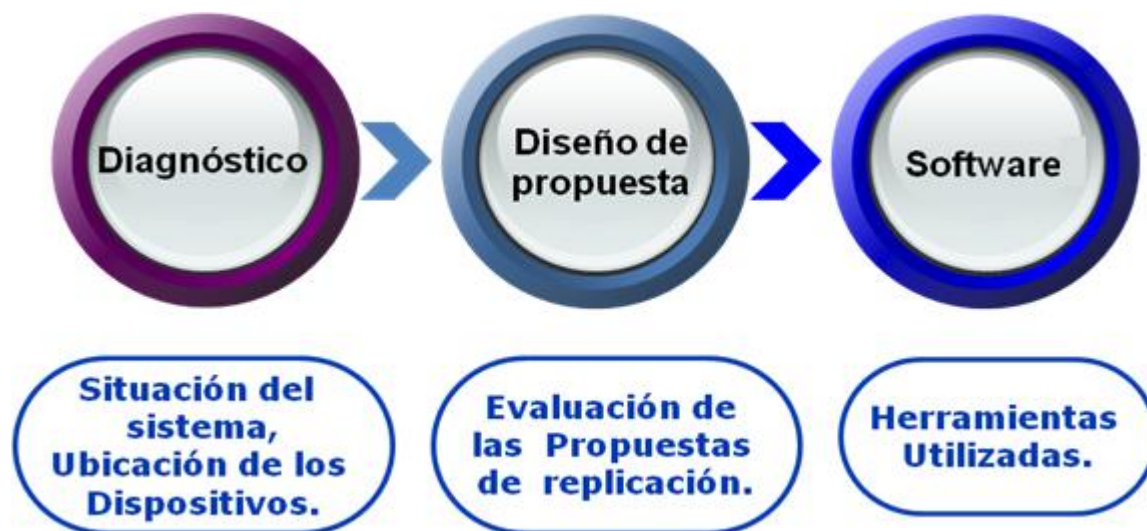 Diagnóstico
Diseño de
propuesta
Software
Situación del
sistema,
Ubicación de los
Dispositivos.
Evaluación de
las Propuestas
de replicación.
Herramientas
Utilizadas.